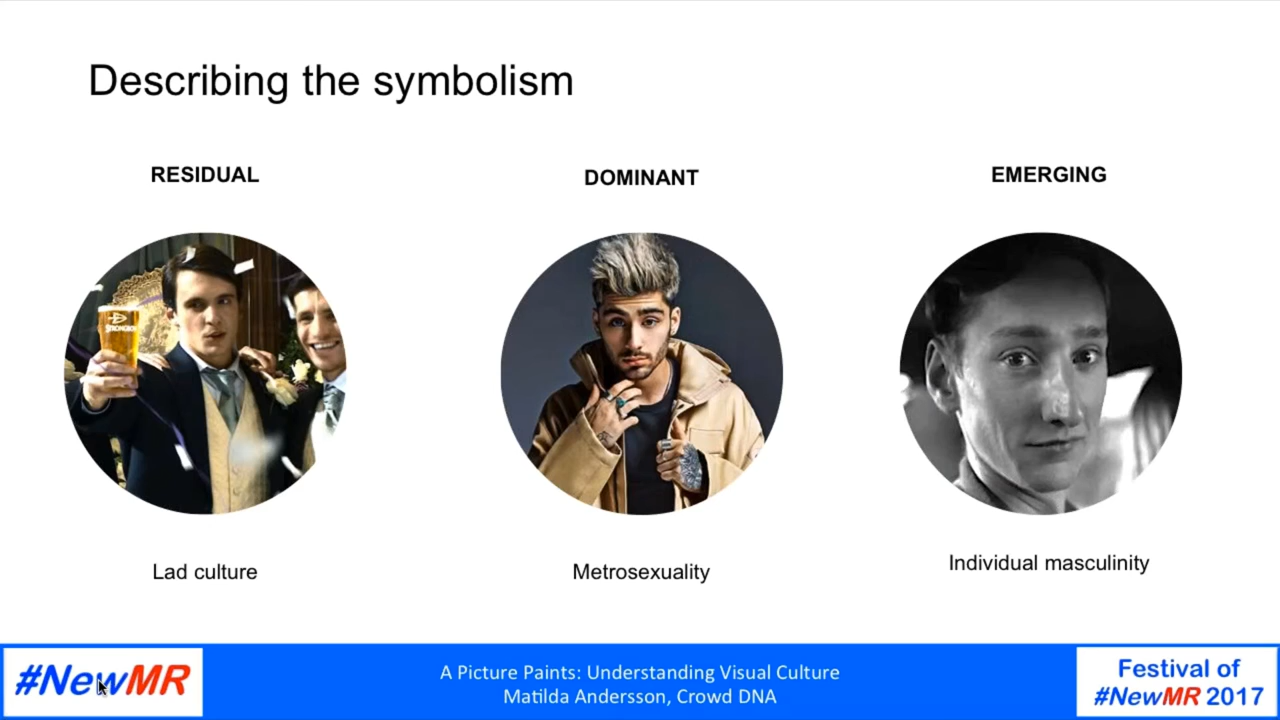 Describing the symbolism
RESIDUAL
DOMINANT
EMERGING
STRONGBOW
Lad culture
Metrosexuality
Individual masculinity
#NewMR
A Picture Paints: Understanding Visual Culture
Matilda Andersson, Crowd DNA
Festival of
#NewMR 2017